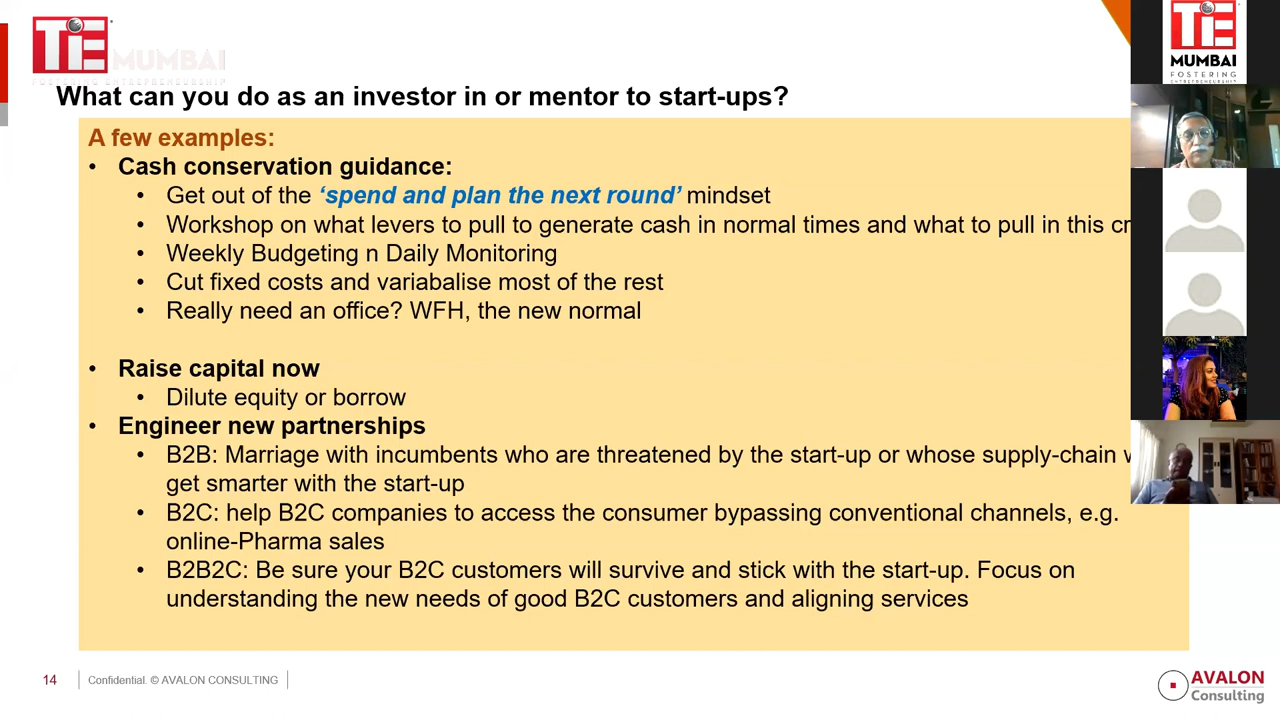 TiE
MUMBAI
FOSTERING ENTREPRENEURSHIP
What can you do as an investor in or mentor to start-ups?
A few examples:
• Cash conservation guidance:
• Get out of the ‘spend and plan the next round’ mindset
• Workshop on what levers to pull to generate cash in normal times and what to pull in this
• Weekly Budgeting n Daily Monitoring
• Cut fixed costs and variabalise most of the rest
• Really need an office? WFH, the new normal
• Raise capital now
• Dilute equity or borrow
• Engineer new partnerships
• B2B: Marriage with incumbents who are threatened by the start-up or whose supply-chain
get smarter with the start-up
• B2C: help B2C companies to access the consumer bypassing conventional channels, e.g.
online-Pharma sales
• B2B2C: Be sure your B2C customers will survive and stick with the start-up. Focus on
understanding the new needs of good B2C customers and aligning services
14
Confidential. © AVALON CONSULTING
AVALON
Consulting
TiE
MUMBAI
FOSTERING
ENTREPRENEURSHIP